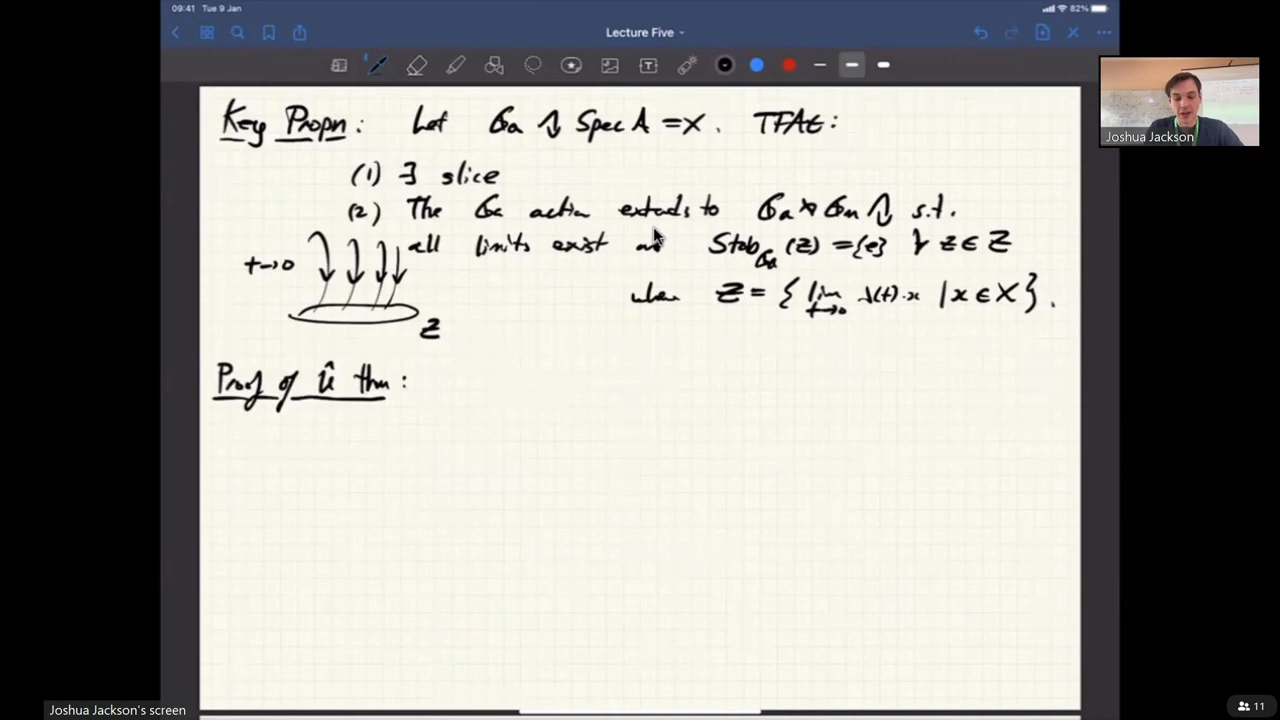 09:41 Tue 9 Jan
82%
Lecture Five
Key Propn: Let Ga ↷ Spec A = X. TFAE:
(1) ∃ slice
(2) The Ga action extends to Ga ⋊ Gm ↷ s.t.
all limits exist and Stab_Ga (z) = {e} ∀ z ∈ Z
t→0
where Z = { lim_{t→0} λ(t)·x | x ∈ X }.
Z
Proof of Û thm:
Joshua Jackson
Joshua Jackson's screen
11